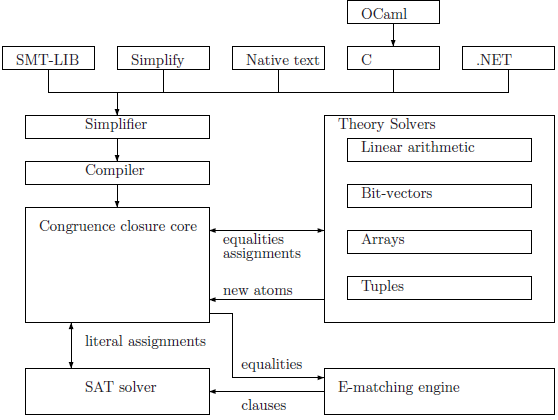 OCaml
SMT-LIB
Simplify
Native text
C
.NET
Simplifier
Compiler
Congruence closure core
Theory Solvers
Linear arithmetic
Bit-vectors
Arrays
Tuples
equalities
assignments
new atoms
literal assignments
equalities
SAT solver
E-matching engine
clauses